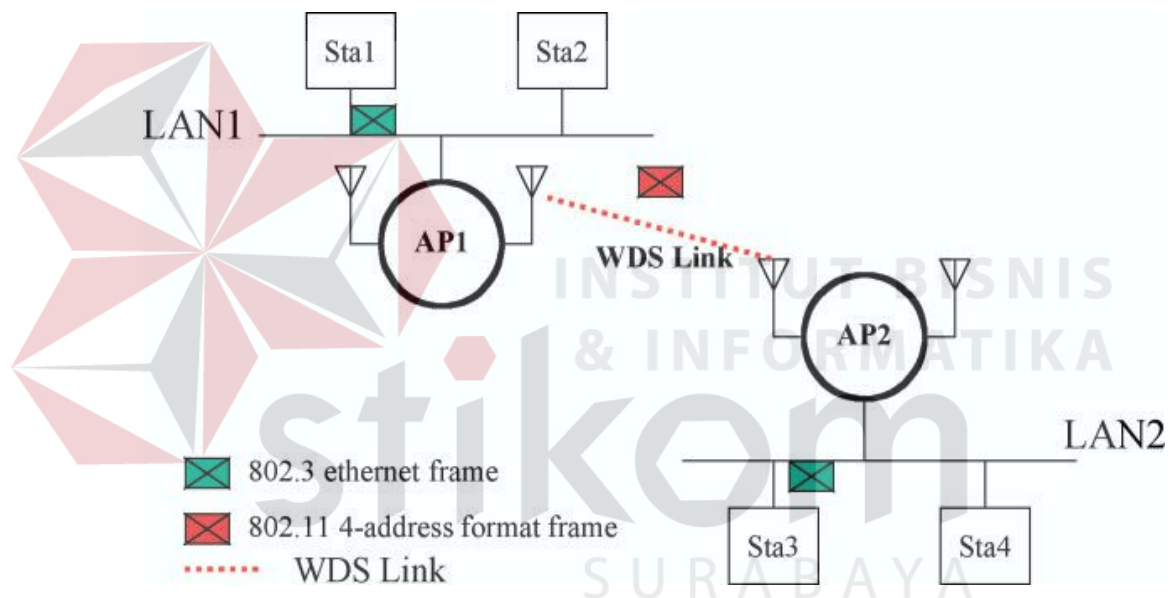 Sta1
Sta2
LAN1
AP1
WDS Link
INSTITUT BISNIS
& INFORMATIKA
AP2
stikom
LAN2
802.3 ethernet frame
802.11 4-address format frame
WDS Link
Sta3
Sta4
SURABAYA